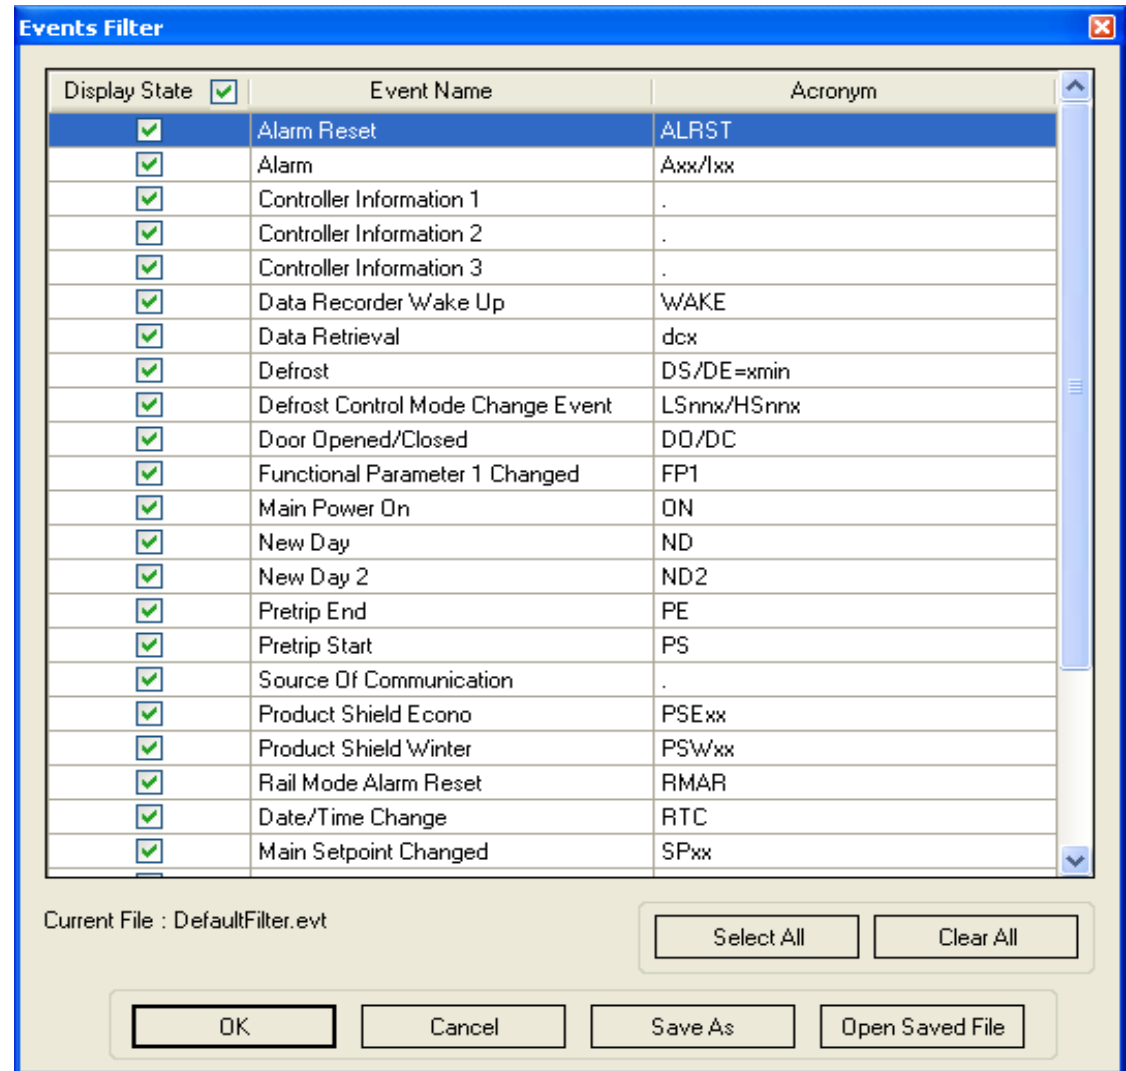 Events Filter
Display State Event Name Acronym
Alarm Reset ALRST
Alarm Axx/Ixx
Controller Information 1 .
Controller Information 2 .
Controller Information 3 .
Data Recorder Wake Up WAKE
Data Retrieval dcx
Defrost DS/DE=xmin
Defrost Control Mode Change Event LSnnx/HSnnx
Door Opened/Closed DO/DC
Functional Parameter 1 Changed FP1
Main Power On ON
New Day ND
New Day 2 ND2
Pretrip End PE
Pretrip Start PS
Source Of Communication .
Product Shield Econo PSExx
Product Shield Winter PSWxx
Rail Mode Alarm Reset RMAR
Date/Time Change RTC
Main Setpoint Changed SPxx
Current File : DefaultFilter.evt
Select All Clear All
OK Cancel Save As Open Saved File